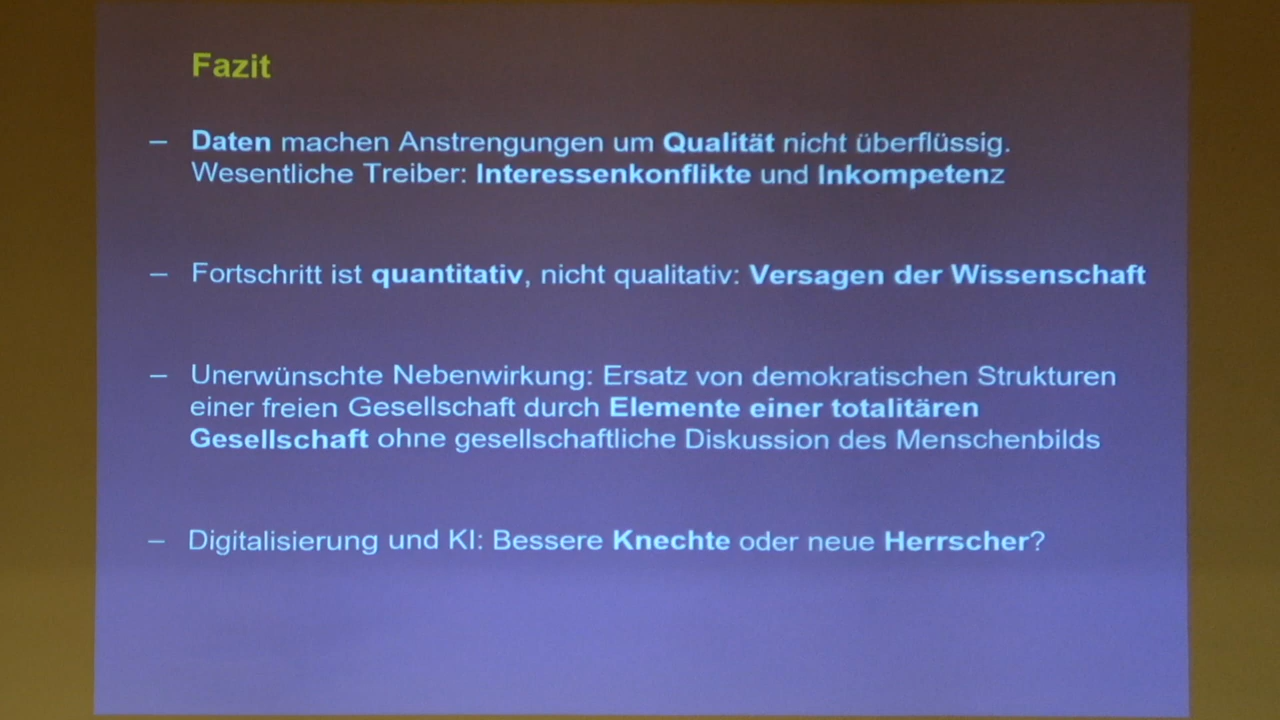 Fazit
– Daten machen Anstrengungen um Qualität nicht überflüssig.
Wesentliche Treiber: Interessenkonflikte und Inkompetenz
– Fortschritt ist quantitativ, nicht qualitativ: Versagen der Wissenschaft
– Unerwünschte Nebenwirkung: Ersatz von demokratischen Strukturen
einer freien Gesellschaft durch Elemente einer totalitären
Gesellschaft ohne gesellschaftliche Diskussion des Menschenbilds
– Digitalisierung und KI: Bessere Knechte oder neue Herrscher?